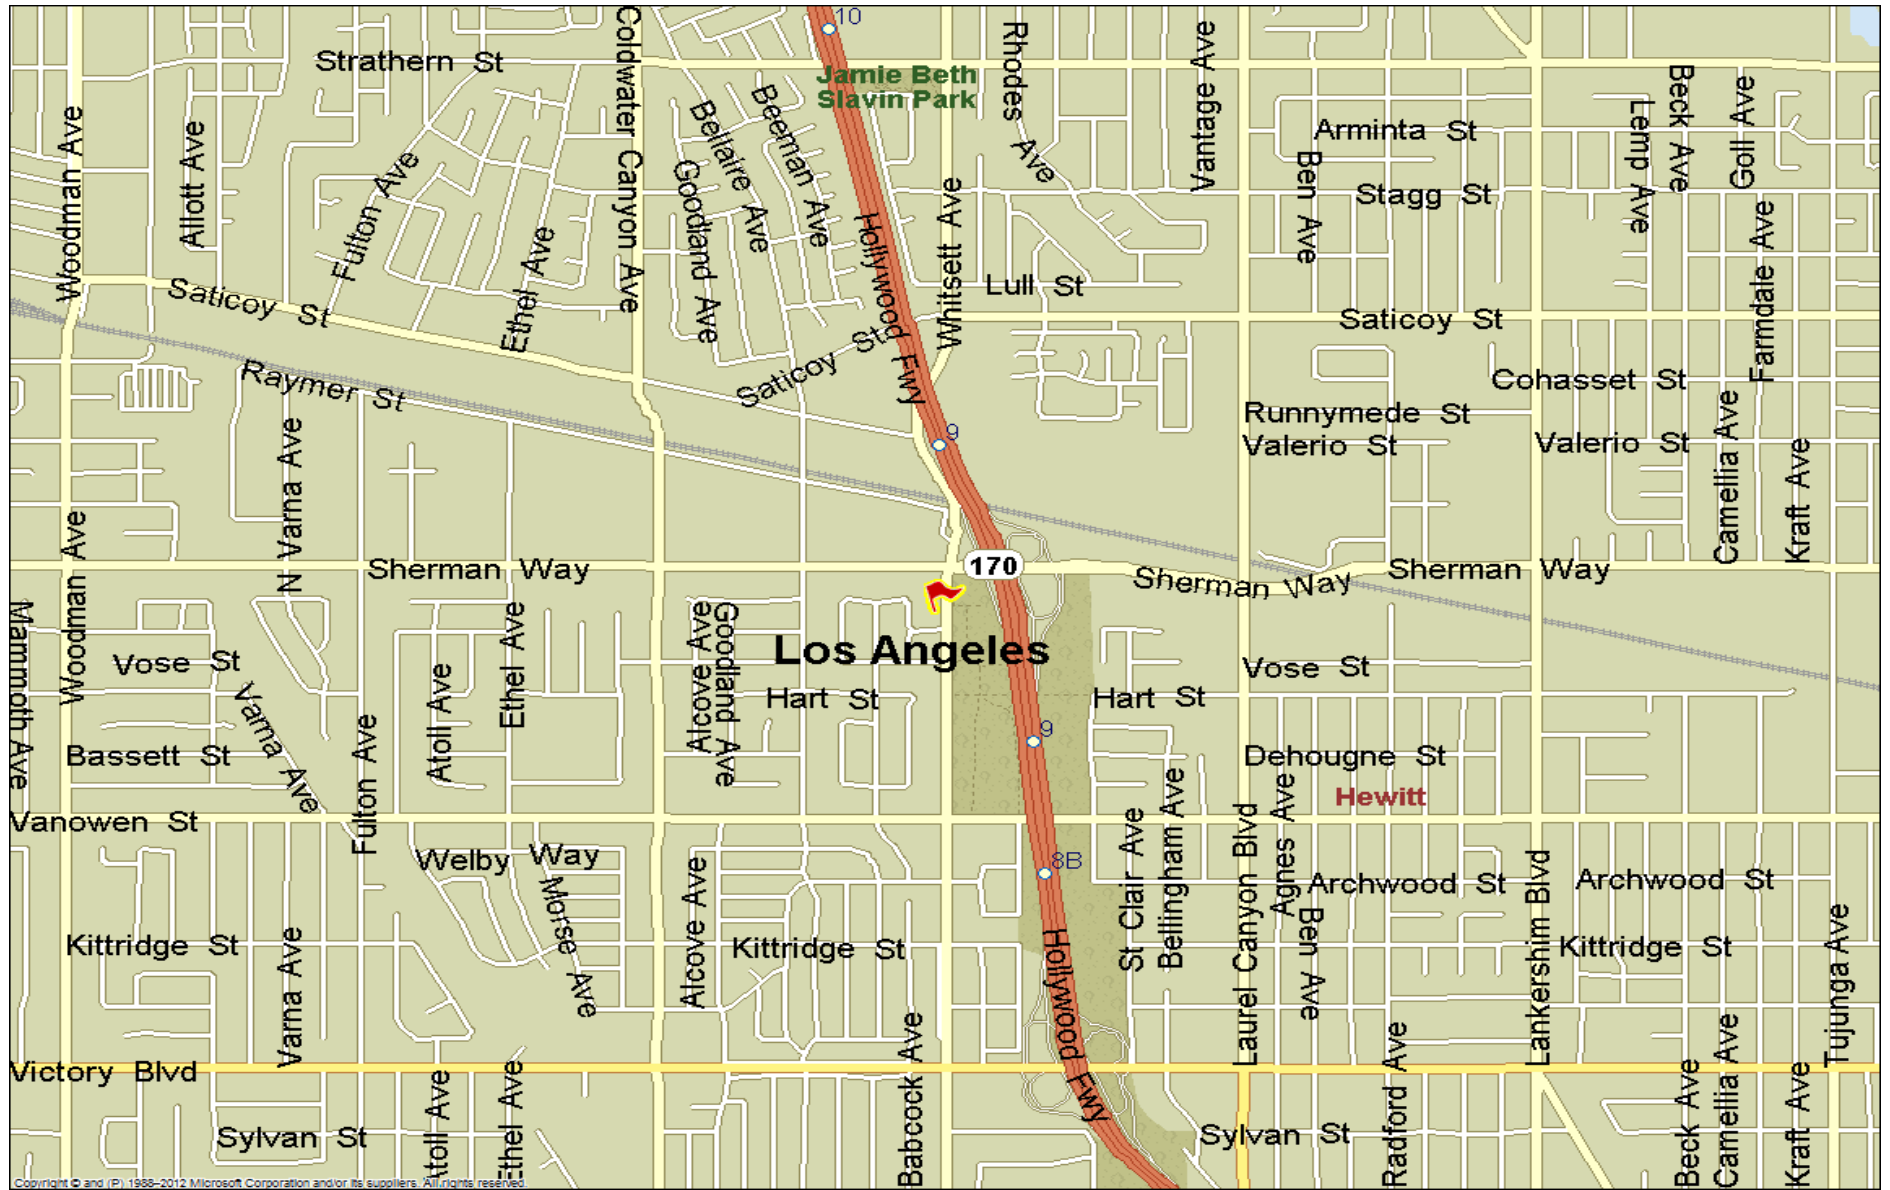 10
Strathern St
Jamie Beth
Slavin Park
Coldwater Canyon Ave
Rhodes Ave
Vantage Ave
Beck Ave
Goll Ave
Lemp Ave
Arminta St
Woodman Ave
Allott Ave
Fulton Ave
Bellaire Ave
Beeman Ave
Goodland Ave
Ben Ave
Stagg St
Whitsett Ave
Hollywood Fwy
Farmdale Ave
Ethel Ave
Lull St
Saticoy St
Saticoy St
Saticoy St
Raymer St
Cohasset St
Runnymede St
Valerio St
Valerio St
Camellia Ave
Kraft Ave
9
N Varna Ave
Woodman Ave
Sherman Way
170
Sherman Way
Sherman Way
Mammoth Ave
Ethel Ave
Alcove Ave
Goodland Ave
Los Angeles
Vose St
Vose St
Varna Ave
Atoll Ave
Hart St
Hart St
Fulton Ave
9
Bassett St
Dehougne St
Hewitt
Vanowen St
St Clair Ave
Bellingham Ave
Laurel Canyon Blvd
Agnes Ave
Welby Way
Morse Ave
Alcove Ave
8B
Archwood St
Archwood St
Lankershim Blvd
Ben Ave
Kittridge St
Varna Ave
Kittridge St
Kittridge St
Tujunga Ave
Hollywood Fwy
Victory Blvd
Babcock Ave
Radford Ave
Camellia Ave
Beck Ave
Kraft Ave
Atoll Ave
Ethel Ave
Sylvan St
Sylvan St
Copyright © and (P) 1988–2012 Microsoft Corporation and/or its suppliers. All rights reserved.